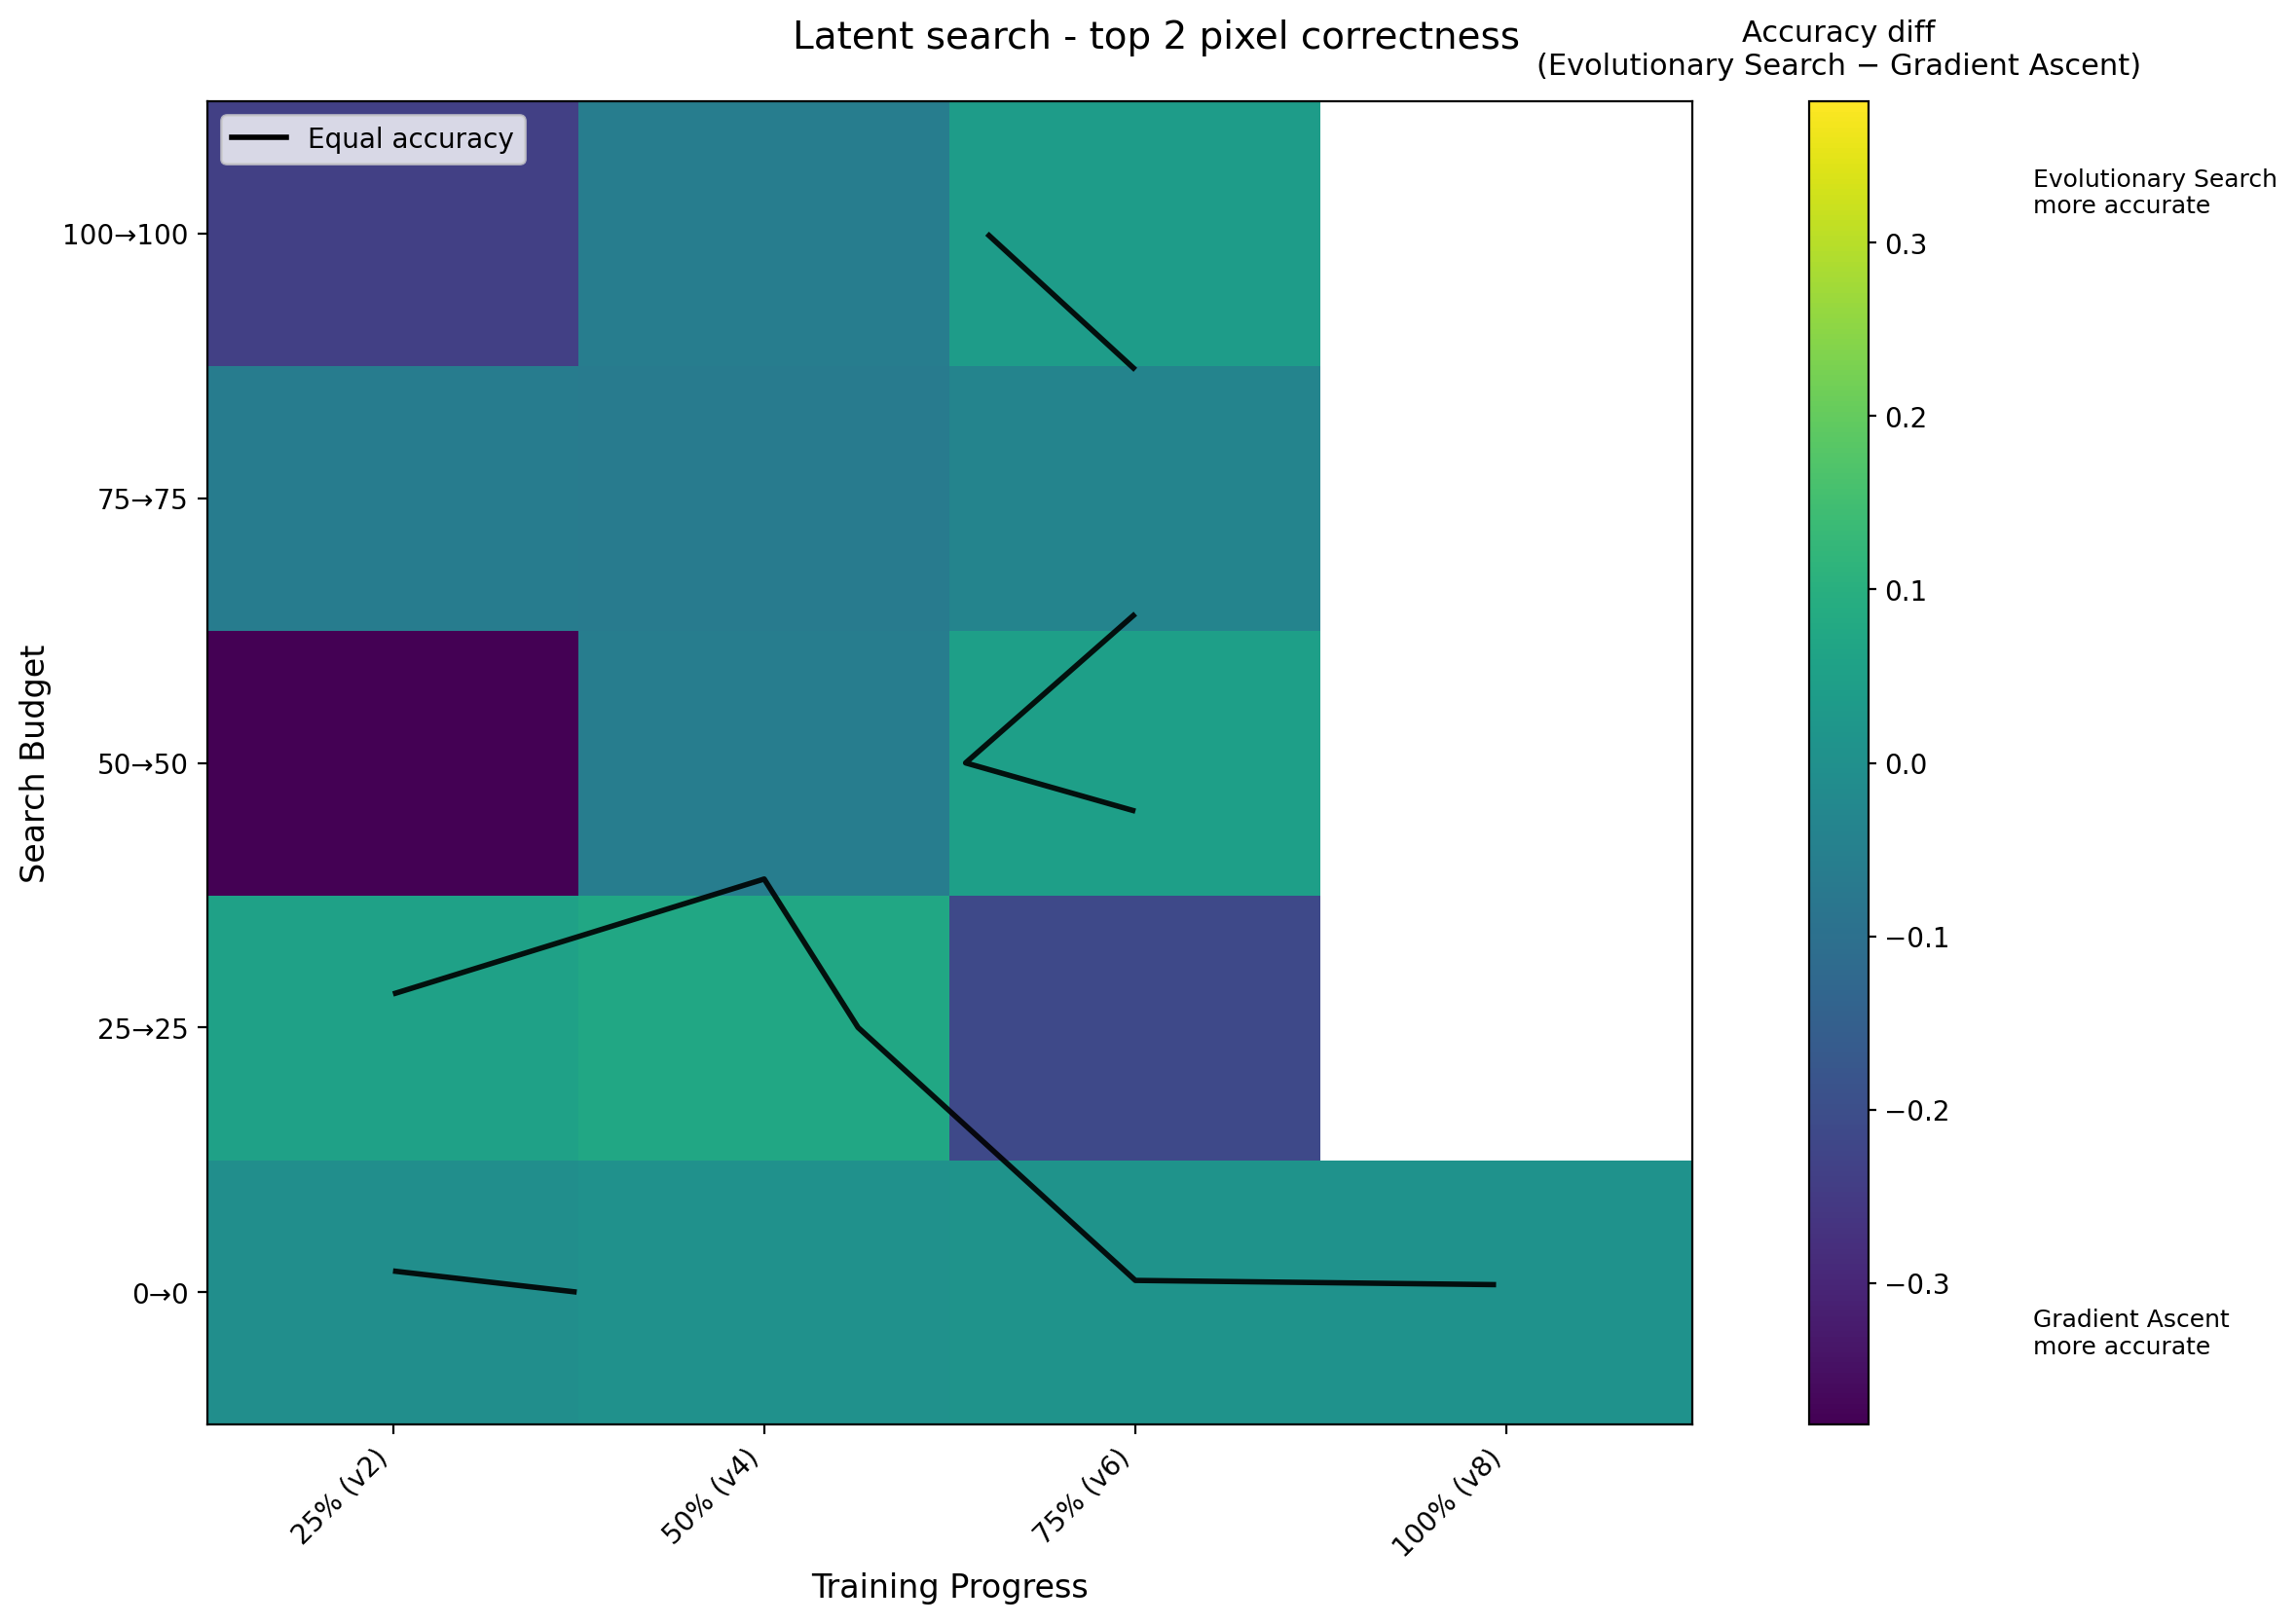 Latent search - top 2 pixel correctness
Accuracy diff
(Evolutionary Search − Gradient Ascent)
Equal accuracy
Search Budget
100→100
75→75
50→50
25→25
0→0
25% (v2)
50% (v4)
75% (v6)
100% (v8)
Training Progress
0.3
0.2
0.1
0.0
−0.1
−0.2
−0.3
Evolutionary Search
more accurate
Gradient Ascent
more accurate